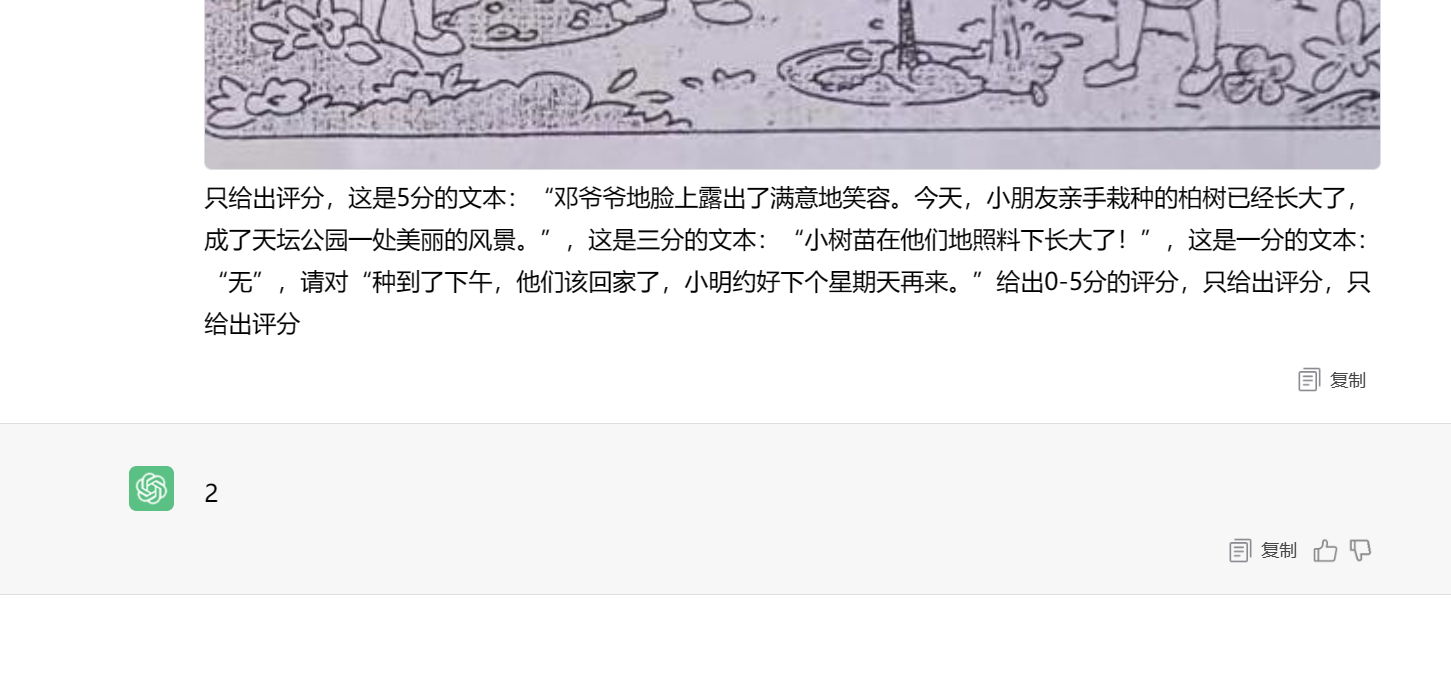 只给出评分，这是5分的文本：“邓爷爷地脸上露出了满意地笑容。今天，小朋友亲手栽种的柏树已经长大了，
成了天坛公园一处美丽的风景。”，这是三分的文本：“小树苗在他们地照料下长大了！”，这是一分的文本：
“无”，请对“种到了下午，他们该回家了，小明约好下个星期天再来。”给出0-5分的评分，只给出评分，只
给出评分
复制
2
复制